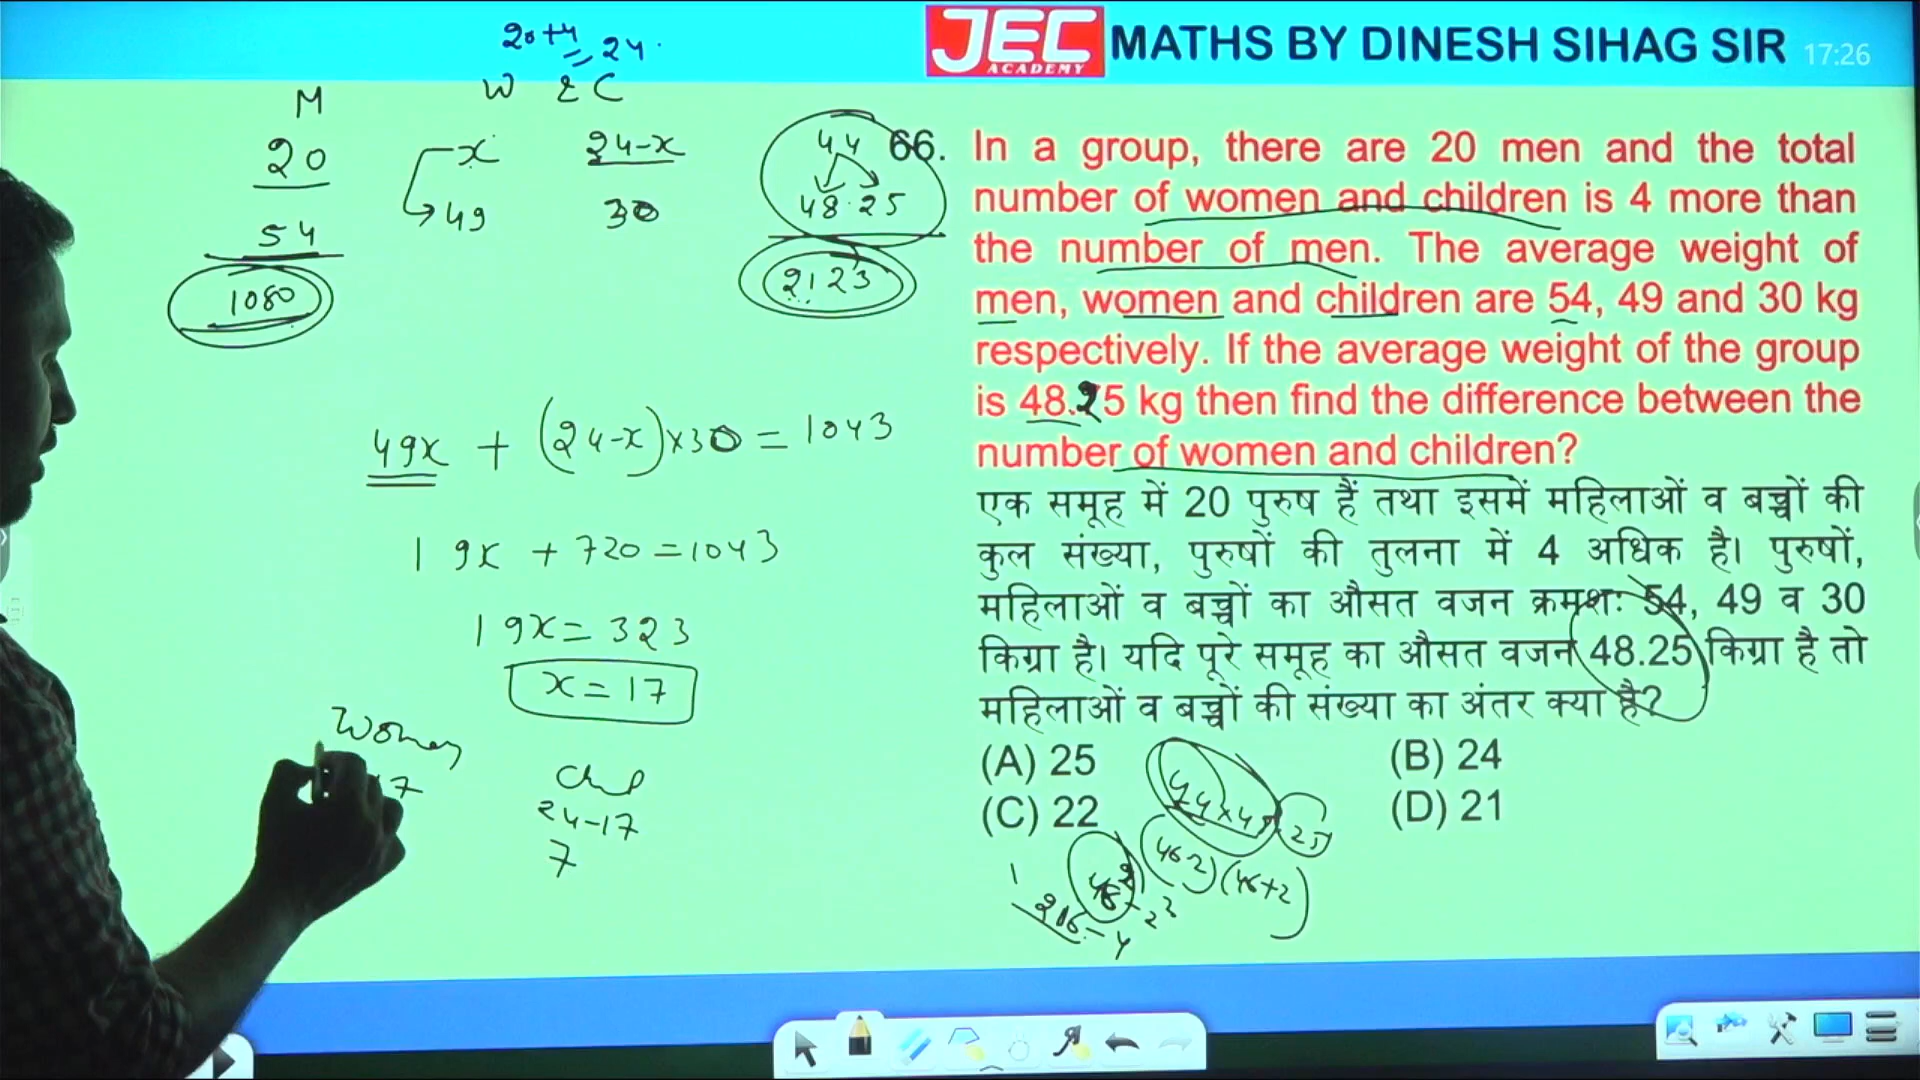 JEC
ACADEMY
MATHS BY DINESH SIHAG SIR
17:26
20+4 = 24
M W & C
20 x 24-x
54 49 30
1080
44
48.25
2123
49x + (24-x)×30 = 1043
19x + 720 = 1043
19x = 323
x = 17
Women
7
24-17
7
66. In a group, there are 20 men and the total
number of women and children is 4 more than
the number of men. The average weight of
men, women and children are 54, 49 and 30 kg
respectively. If the average weight of the group
is 48.25 kg then find the difference between the
number of women and children?
एक समूह में 20 पुरुष हैं तथा इसमें महिलाओं व बच्चों की
कुल संख्या, पुरुषों की तुलना में 4 अधिक है। पुरुषों,
महिलाओं व बच्चों का औसत वजन क्रमशः 54, 49 व 30
किग्रा है। यदि पूरे समूह का औसत वजन 48.25 किग्रा है तो
महिलाओं व बच्चों की संख्या का अंतर क्या है?
(A) 25 (B) 24
(C) 22 (D) 21
(46-2)(46+2)